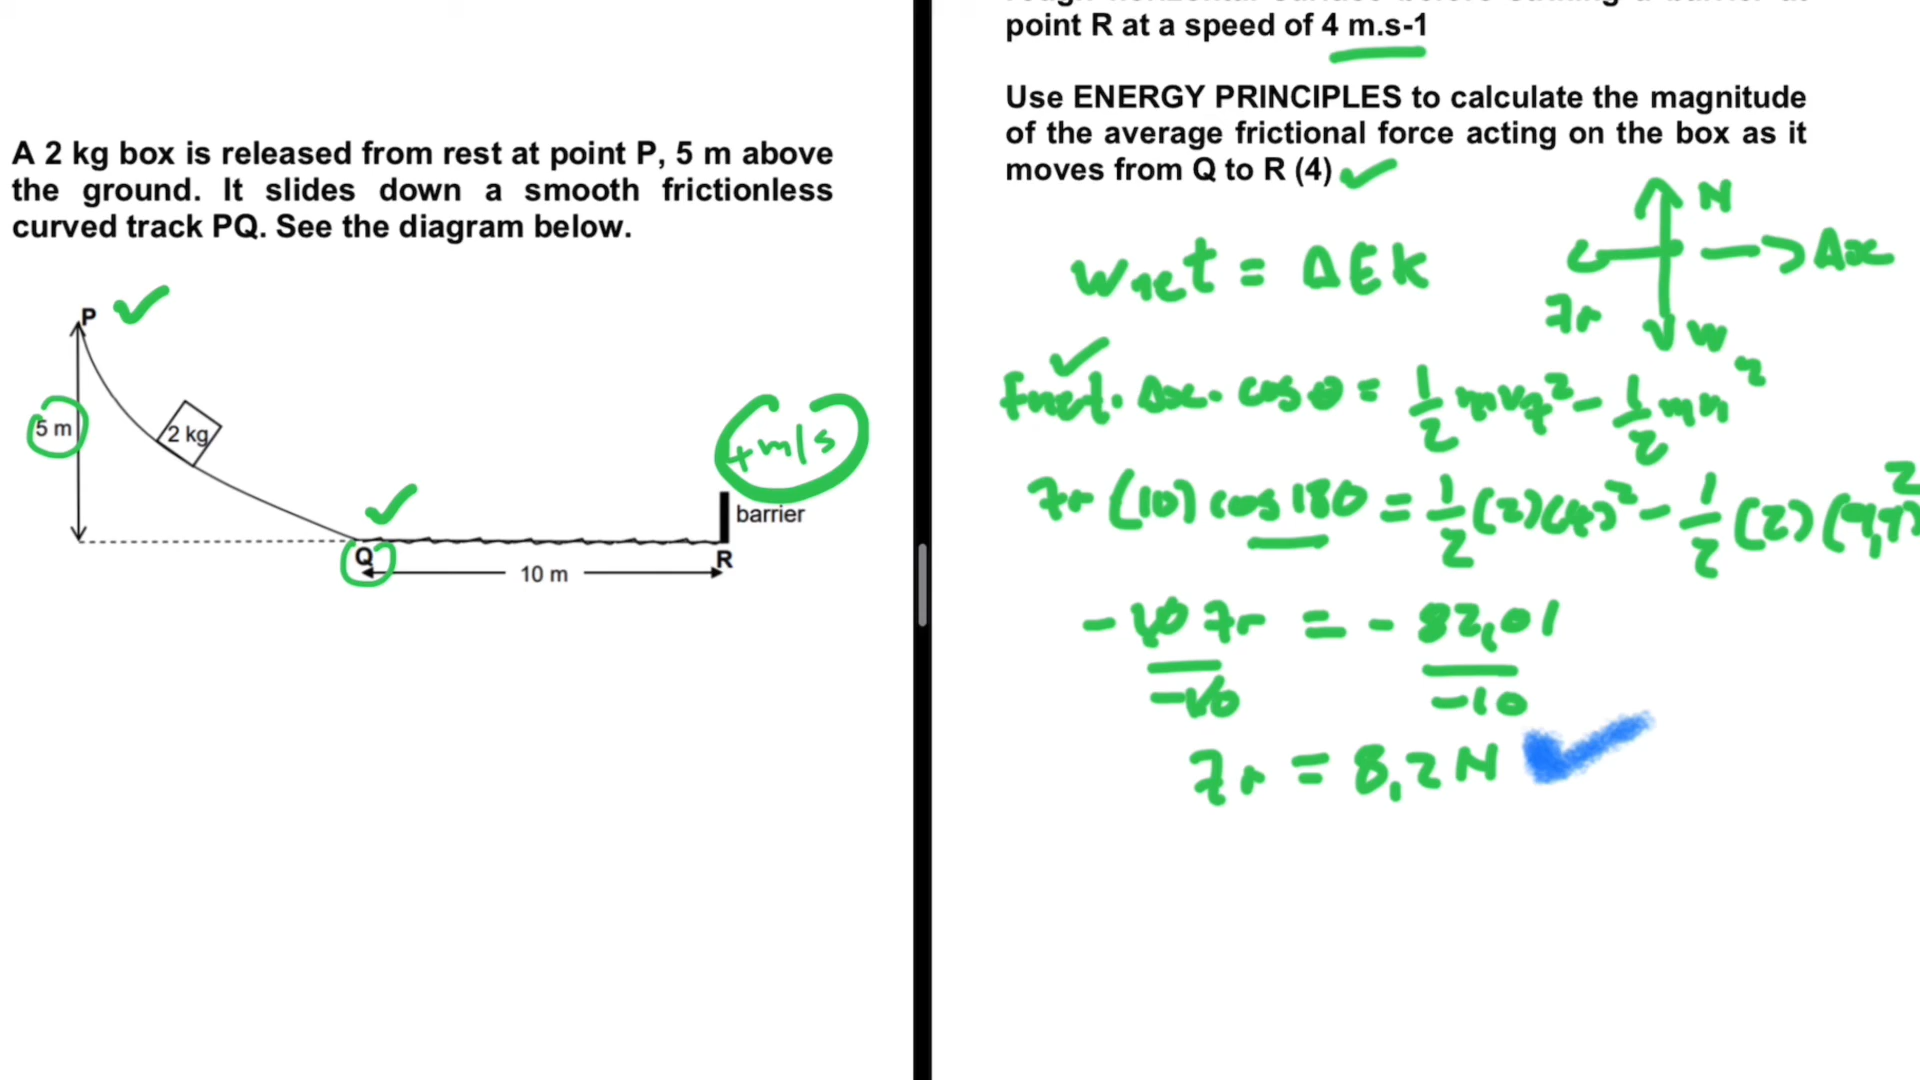 A 2 kg box is released from rest at point P, 5 m above
the ground. It slides down a smooth frictionless
curved track PQ. See the diagram below.
P
5 m
2 kg
4 m/s
barrier
Q
R
10 m
point R at a speed of 4 m.s-1
Use ENERGY PRINCIPLES to calculate the magnitude
of the average frictional force acting on the box as it
moves from Q to R (4)
N
Δx
fr
W
Wnet = ΔEk
Fnet. Δx. cos θ = 1/2 mvf² - 1/2 mvi²
fr (10) cos 180 = 1/2 (2)(4)² - 1/2 (2) (9,9)²
-10 fr = - 82,01
-10 -10
fr = 8,2 N